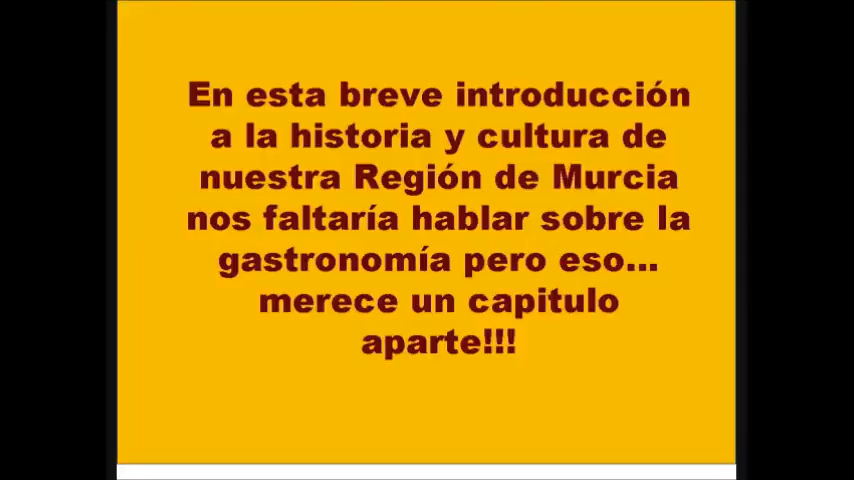 En esta breve introducción
a la historia y cultura de
nuestra Región de Murcia
nos faltaría hablar sobre la
gastronomía pero eso...
merece un capitulo
aparte!!!